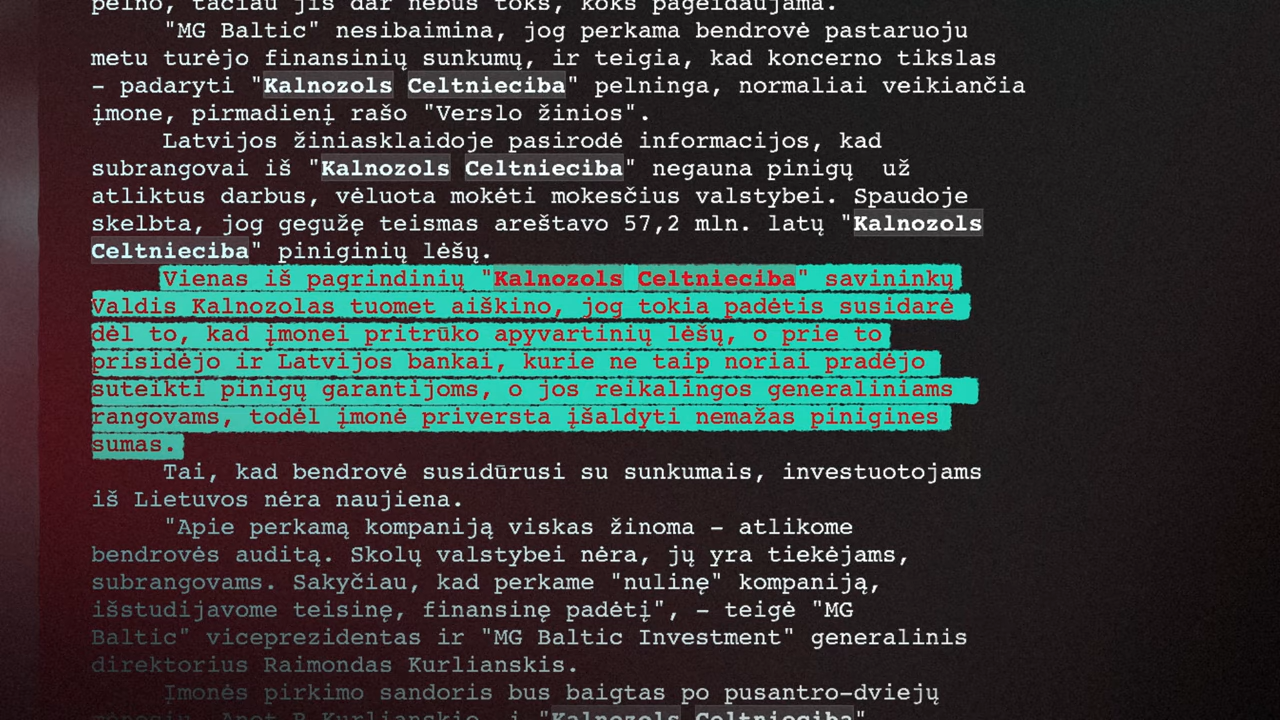 pelno, tačiau jis dar nebus toks, koks pageidaujama.
"MG Baltic" nesibaimina, jog perkama bendrovė pastaruoju
metu turėjo finansinių sunkumų, ir teigia, kad koncerno tikslas
- padaryti "Kalnozols Celtnieciba" pelninga, normaliai veikiančia
įmone, pirmadienį rašo "Verslo žinios".
Latvijos žiniasklaidoje pasirodė informacijos, kad
subrangovai iš "Kalnozols Celtnieciba" negauna pinigų  už
atliktus darbus, vėluota mokėti mokesčius valstybei. Spaudoje
skelbta, jog gegužę teismas areštavo 57,2 mln. latų "Kalnozols
Celtnieciba" piniginių lėšų.
Vienas iš pagrindinių "Kalnozols Celtnieciba" savininkų
Valdis Kalnozolas tuomet aiškino, jog tokia padėtis susidarė
dėl to, kad įmonei pritrūko apyvartinių lėšų, o prie to
prisidėjo ir Latvijos bankai, kurie ne taip noriai pradėjo
suteikti pinigų garantijoms, o jos reikalingos generaliniams
rangovams, todėl įmonė priversta įšaldyti nemažas pinigines
sumas.
Tai, kad bendrovė susidūrusi su sunkumais, investuotojams
iš Lietuvos nėra naujiena.
"Apie perkamą kompaniją viskas žinoma - atlikome
bendrovės auditą. Skolų valstybei nėra, jų yra tiekėjams,
subrangovams. Sakyčiau, kad perkame "nulinę" kompaniją,
išstudijavome teisinę, finansinę padėtį", - teigė "MG
Baltic" viceprezidentas ir "MG Baltic Investment" generalinis
direktorius Raimondas Kurlianskis.
Įmonės pirkimo sandoris bus baigtas po pusantro-dviejų
"Kalnozols Celtnieciba"